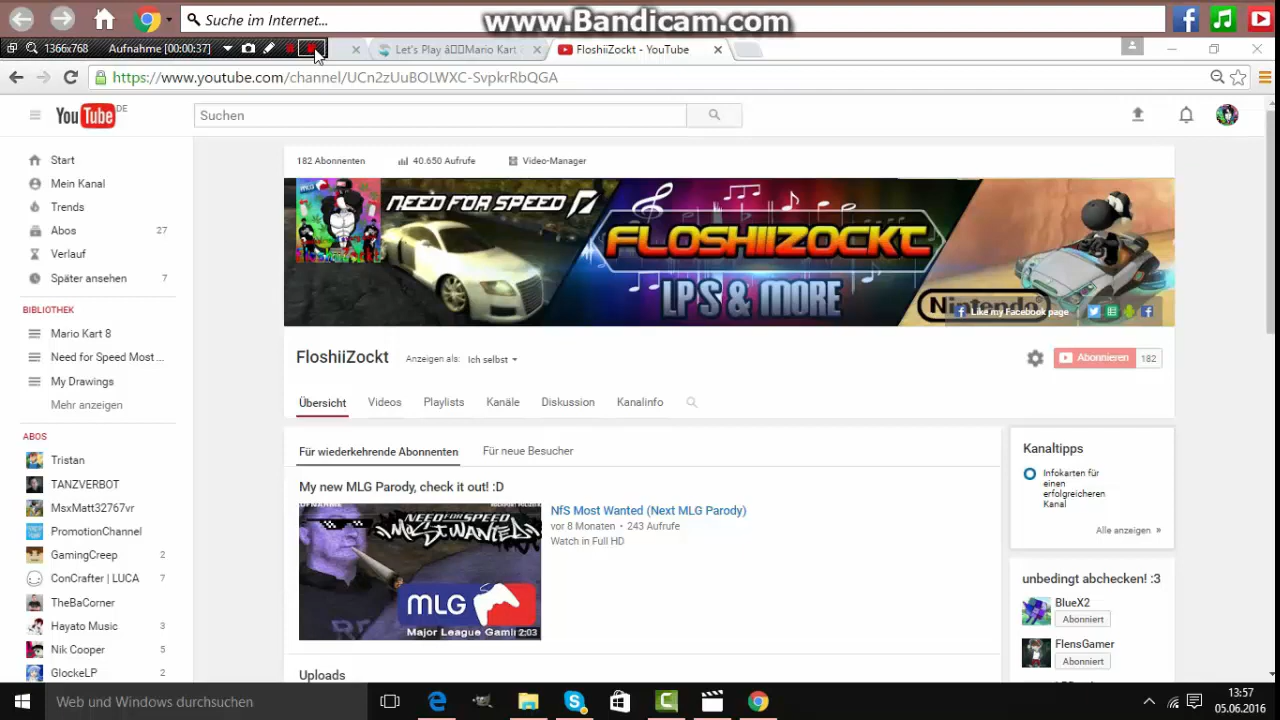 Suche im Internet...
www.Bandicam.com
1366x768 Aufnahme [00:00:37]
Let's Play âMario Kart
FloshiiZockt - YouTube
https://www.youtube.com/channel/UCn2zUuBOLWXC-SvpkrRbQGA
YouTube DE
Suchen
Start
Mein Kanal
Trends
Abos 27
Verlauf
Später ansehen 7
BIBLIOTHEK
Mario Kart 8
Need for Speed Most ...
My Drawings
Mehr anzeigen
ABOS
Tristan
TANZVERBOT
MsxMatt32767vr
PromotionChannel
GamingCreep 2
ConCrafter | LUCA 7
TheBaCorner
Hayato Music 3
Nik Cooper 5
GlockeLP 2
182 Abonnenten 40.650 Aufrufe Video-Manager
MLG
NEED FOR SPEED
FLOSHIIZOCKT
LPS & MORE
Nintendo
Like my Facebook page
FloshiiZockt Anzeigen als: Ich selbst
Abonnieren 182
Übersicht Videos Playlists Kanäle Diskussion Kanalinfo
Für wiederkehrende Abonnenten Für neue Besucher
My new MLG Parody, check it out! :D
NEED FOR SPEED
MOST WANTED
MLG
Major League Gami
2:03
NfS Most Wanted (Next MLG Parody)
vor 8 Monaten • 243 Aufrufe
Watch in Full HD
Uploads
Kanaltipps
Infokarten für
einen
erfolgreicheren
Kanal
Alle anzeigen »
unbedingt abchecken! :3
BlueX2
Abonniert
FlensGamer
Abonniert
Web und Windows durchsuchen
13:57
05.06.2016